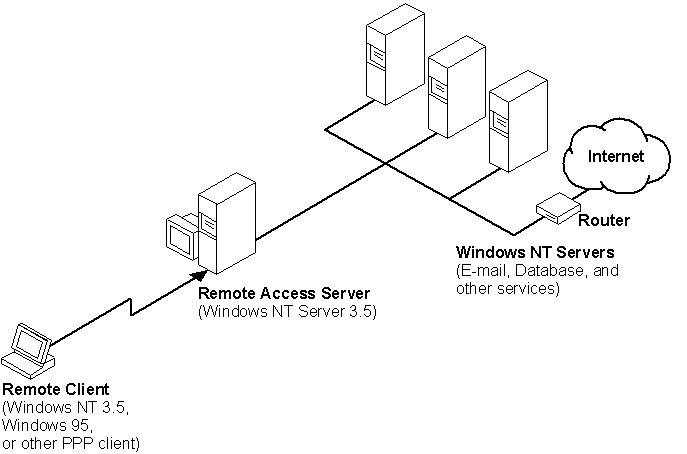 Internet
Router
Windows NT Servers
(E-mail, Database, and
other services)
Remote Access Server
(Windows NT Server 3.5)
Remote Client
(Windows NT 3.5,
Windows 95,
or other PPP client)